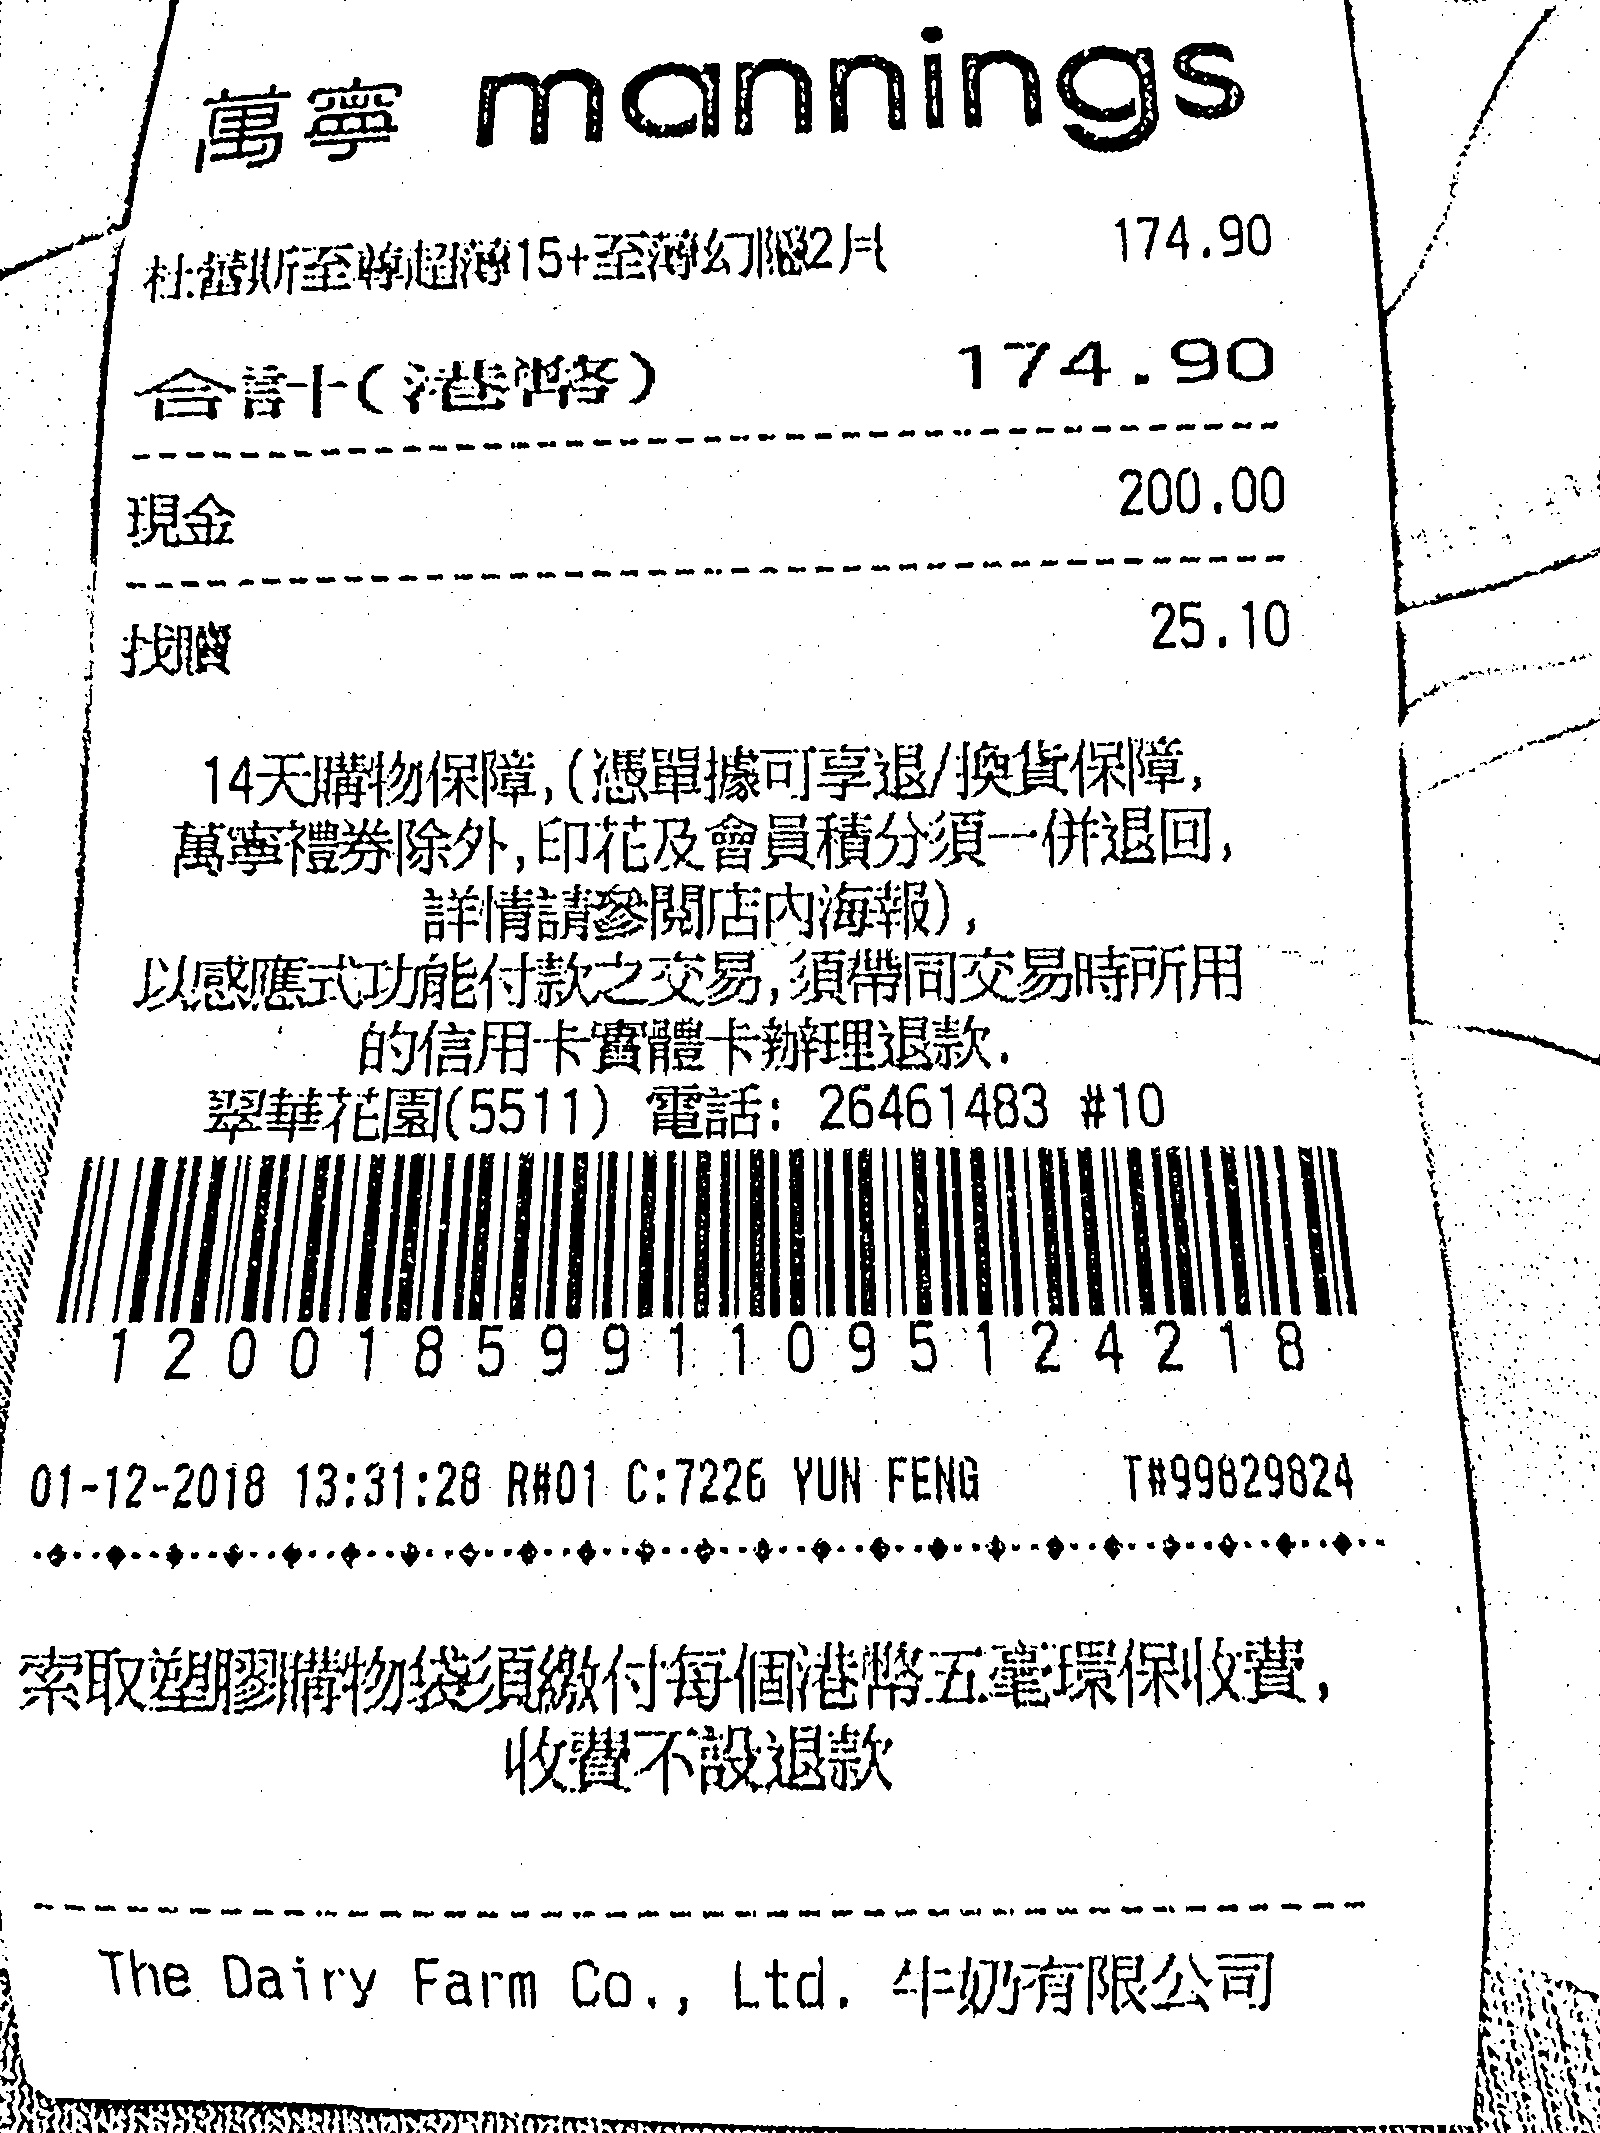 萬寧 mannings
杜蕾斯至尊超薄15+至薄幻隱2片 174.90
合計(港幣) 174.90
現金 200.00
找贖 25.10
14天購物保障,(憑單據可享退/換貨保障,
萬寧禮券除外,印花及會員積分須一併退回,
詳情請參閱店內海報),
以感應式功能付款之交易,須帶同交易時所用
的信用卡實體卡辦理退款.
翠華花園(5511) 電話: 26461483 #10
12001859911095124218
01-12-2018 13:31:28 R#01 C:7226 YUN FENG T#99829824
索取塑膠購物袋須繳付每個港幣五毫環保收費,
收費不設退款
The Dairy Farm Co., Ltd. 牛奶有限公司